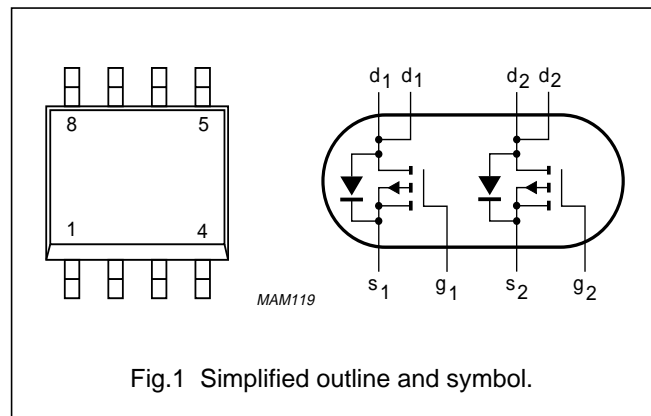 d1 d1 d2 d2
8 5
1 4
s1 g1 s2 g2
MAM119
Fig.1 Simplified outline and symbol.